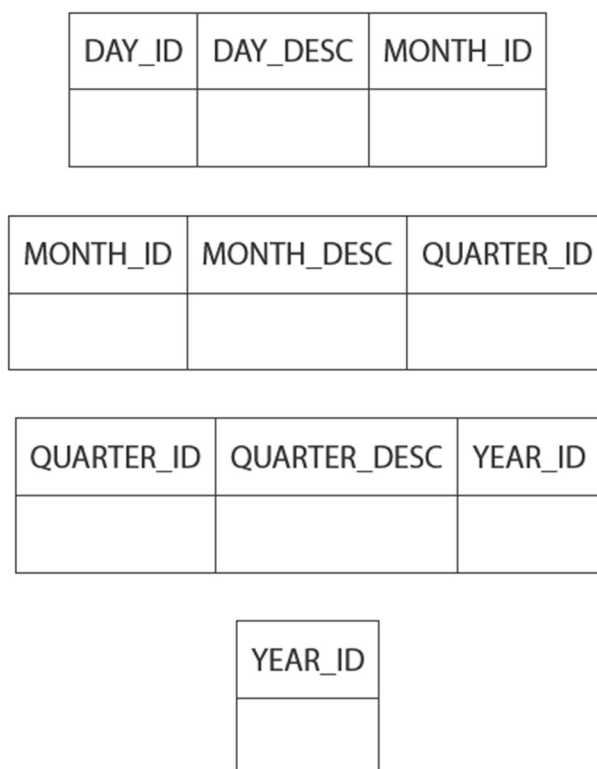 DAY_ID DAY_DESC MONTH_ID
MONTH_ID MONTH_DESC QUARTER_ID
QUARTER_ID QUARTER_DESC YEAR_ID
YEAR_ID